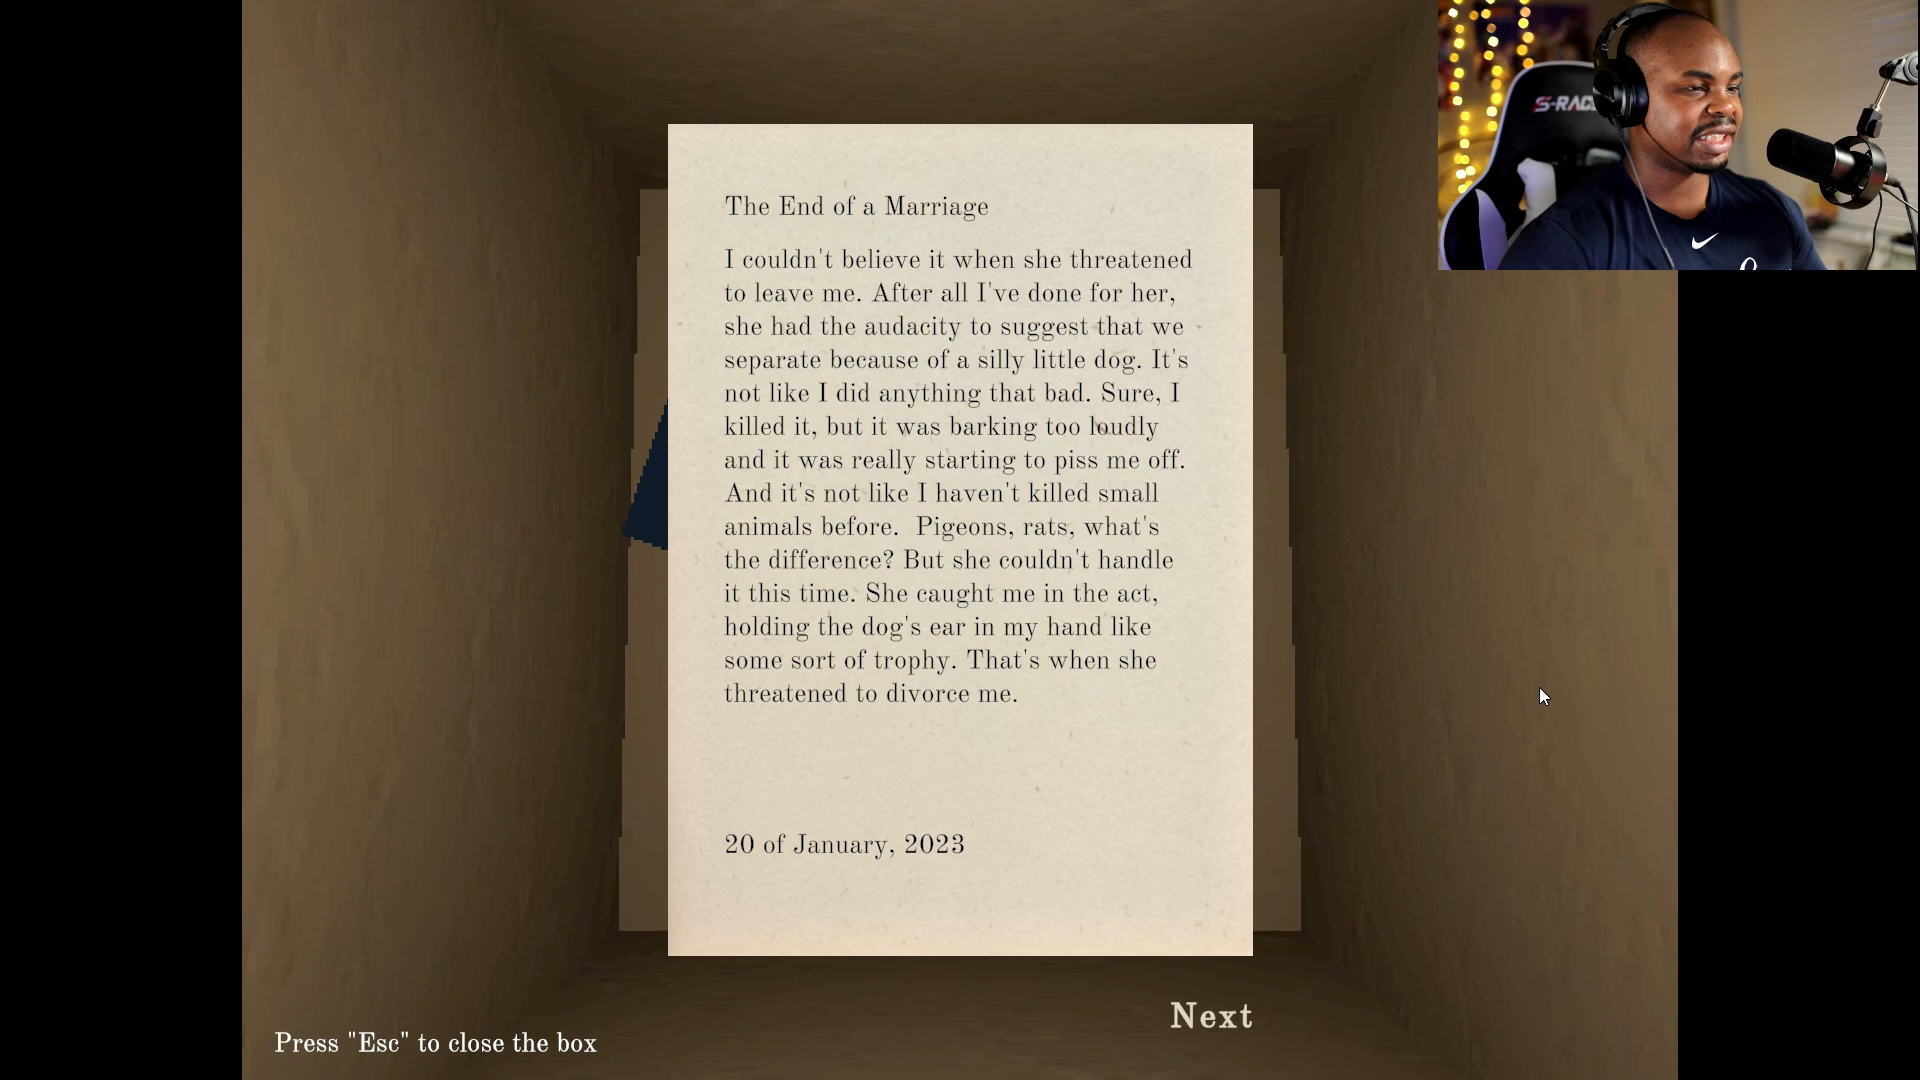 S-RAC
The End of a Marriage
I couldn't believe it when she threatened
to leave me. After all I've done for her,
she had the audacity to suggest that we
separate because of a silly little dog. It's
not like I did anything that bad. Sure, I
killed it, but it was barking too loudly
and it was really starting to piss me off.
And it's not like I haven't killed small
animals before.  Pigeons, rats, what's
the difference? But she couldn't handle
it this time. She caught me in the act,
holding the dog's ear in my hand like
some sort of trophy. That's when she
threatened to divorce me.
20 of January, 2023
Next
Press "Esc" to close the box